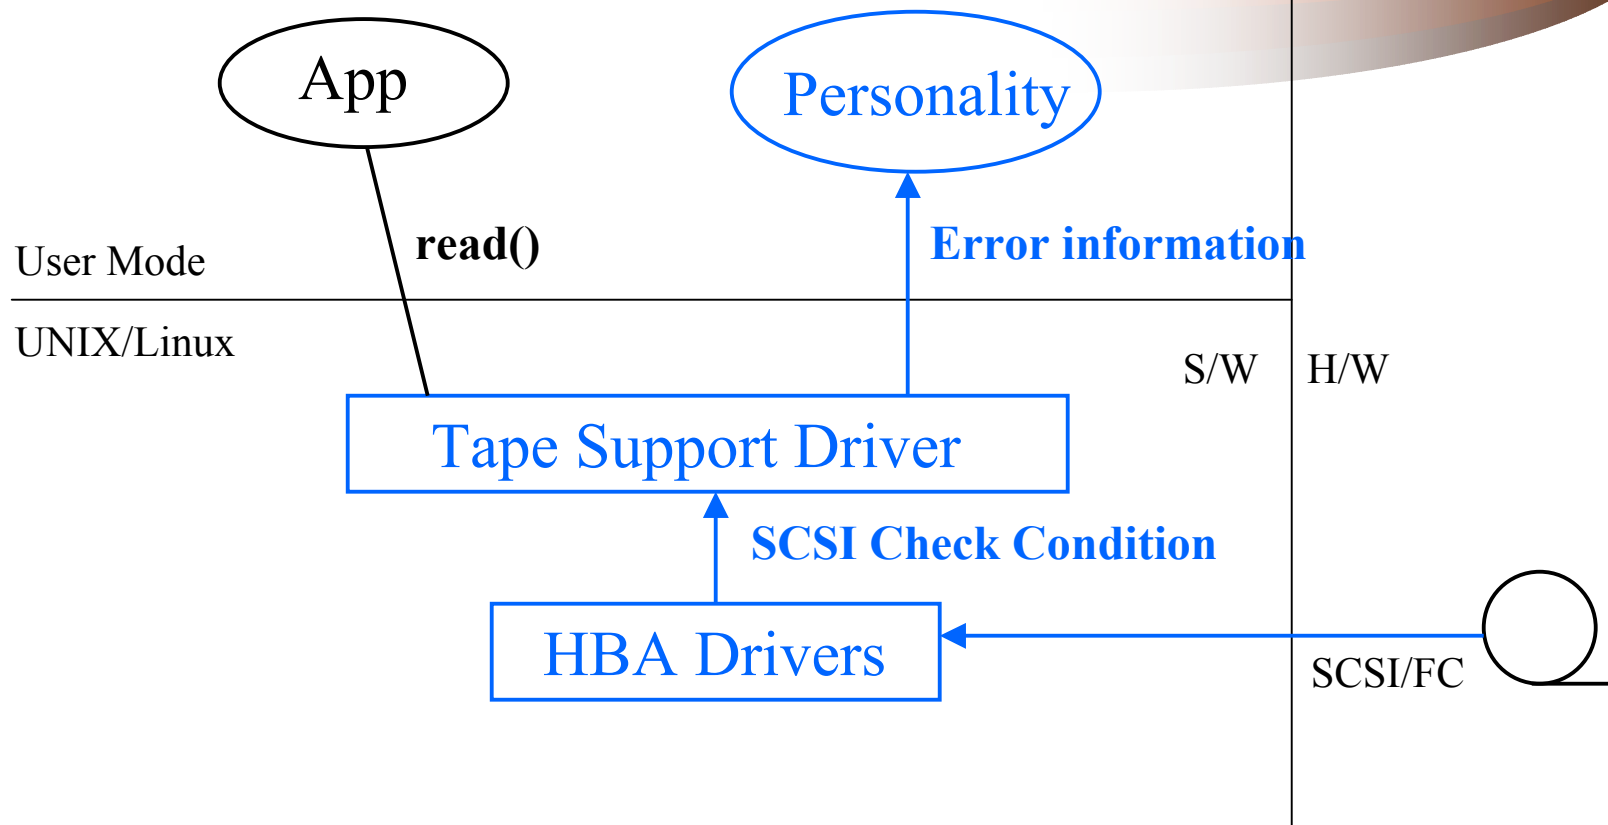 App
Personality
read()
Error information
User Mode
UNIX/Linux
S/W
H/W
Tape Support Driver
SCSI Check Condition
HBA Drivers
SCSI/FC